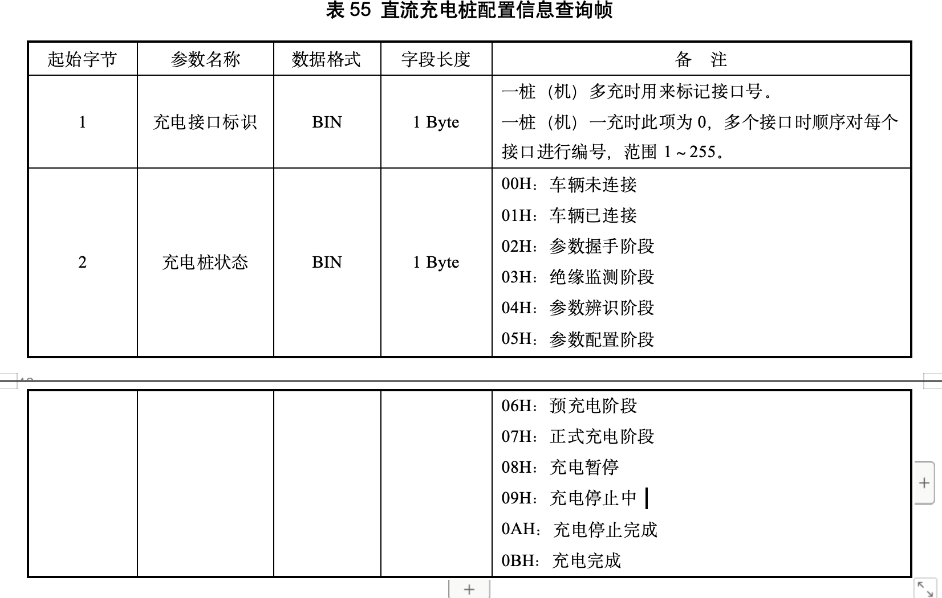 表 55 直流充电桩配置信息查询帧
起始字节 参数名称 数据格式 字段长度 备 注
1 充电接口标识 BIN 1 Byte
一桩（机）多充时用来标记接口号。
一桩（机）一充时此项为 0，多个接口时顺序对每个
接口进行编号，范围 1～255。
2 充电桩状态 BIN 1 Byte
00H：车辆未连接
01H：车辆已连接
02H：参数握手阶段
03H：绝缘监测阶段
04H：参数辨识阶段
05H：参数配置阶段
06H：预充电阶段
07H：正式充电阶段
08H：充电暂停
09H：充电停止中
0AH：充电停止完成
0BH：充电完成